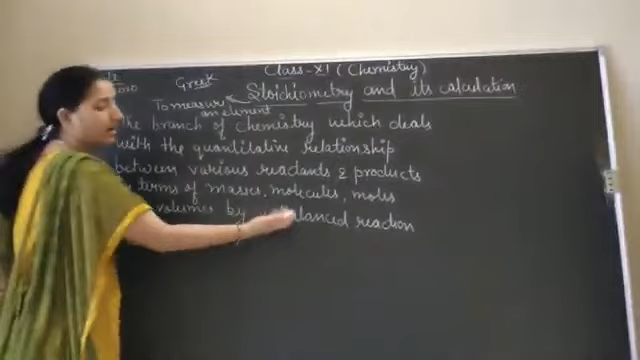 Class-XI (Chemistry)
Greek
Stoichiometry and its calculation
To measure an element
The branch of chemistry which deals
with the quantitative relationship
between various reactants & products
terms of masses, molecules, moles
volumes by balanced reaction